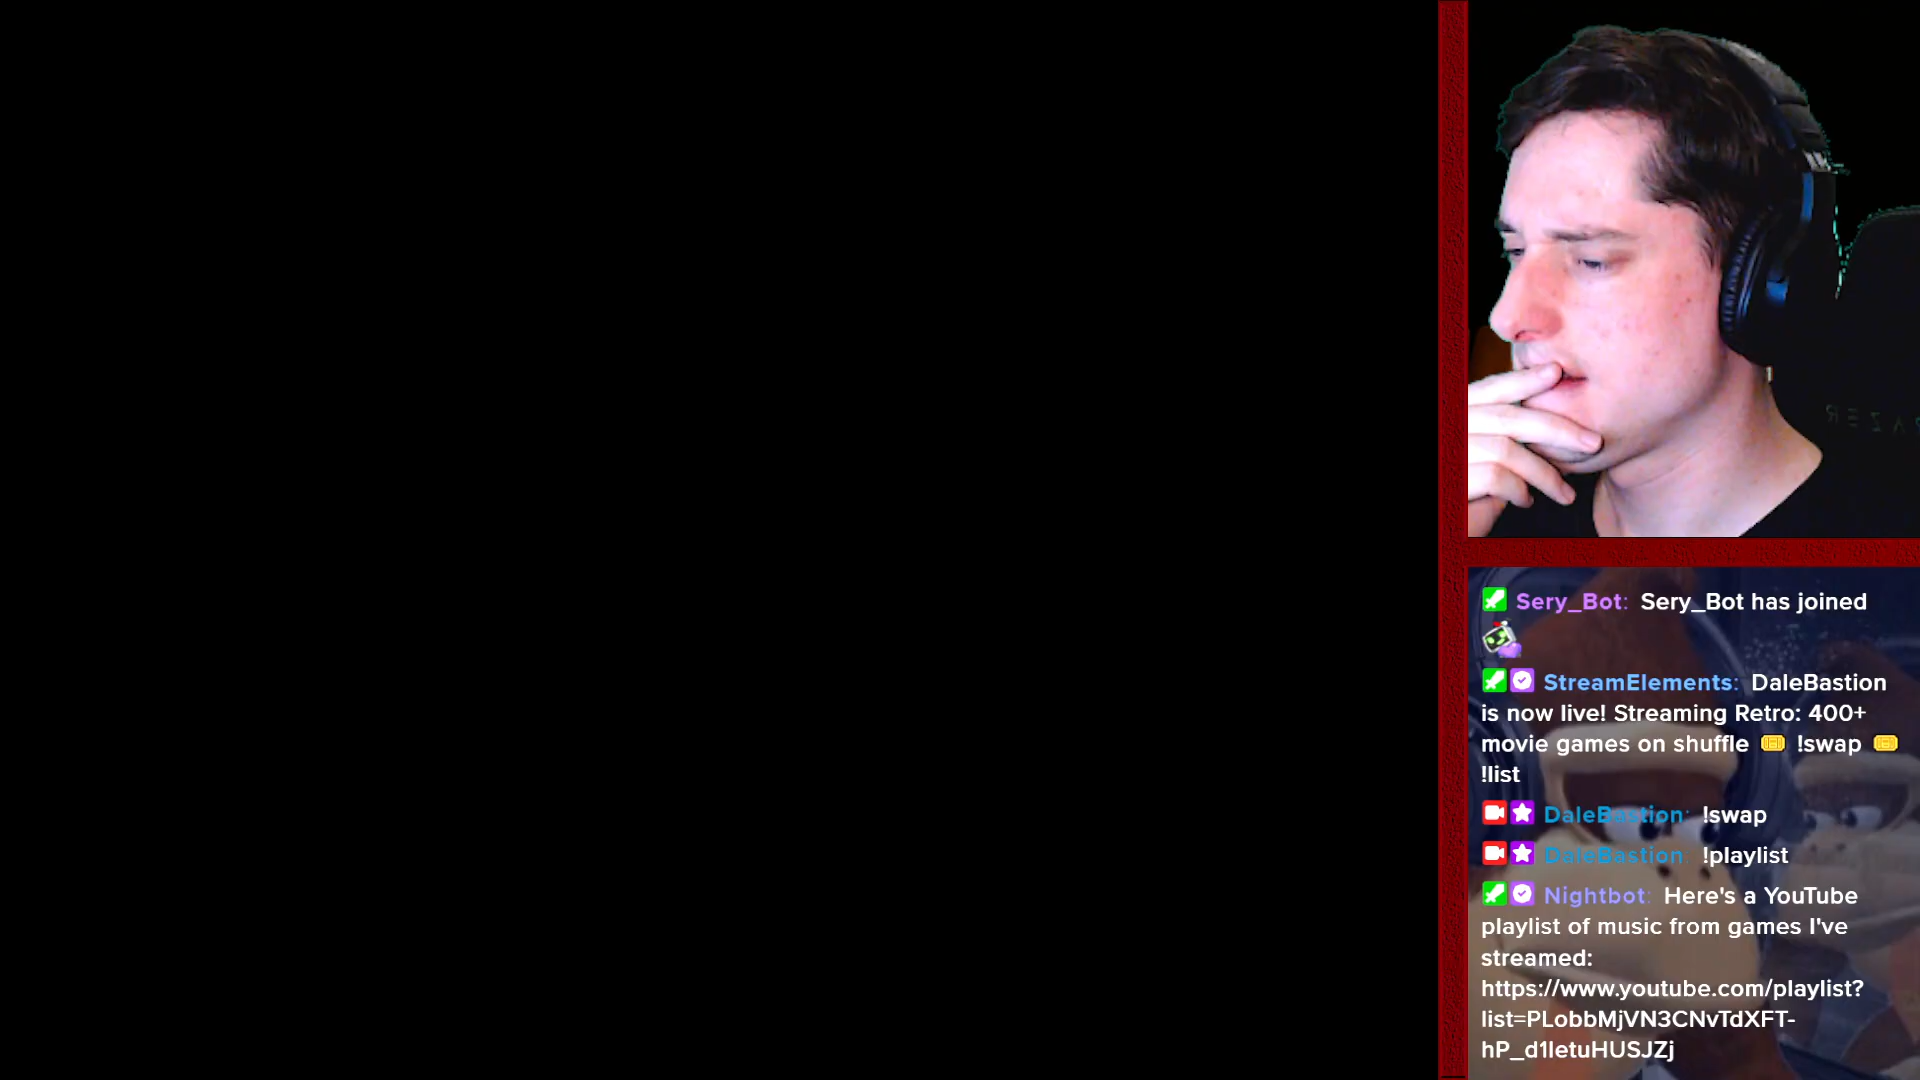 RAZER
Sery_Bot: Sery_Bot has joined
StreamElements: DaleBastion
is now live! Streaming Retro: 400+
movie games on shuffle !swap
!list
DaleBastion: !swap
DaleBastion: !playlist
Nightbot: Here's a YouTube
playlist of music from games I've
streamed:
https://www.youtube.com/playlist?
list=PLobbMjVN3CNvTdXFT-
hP_d1letuHUSJZj